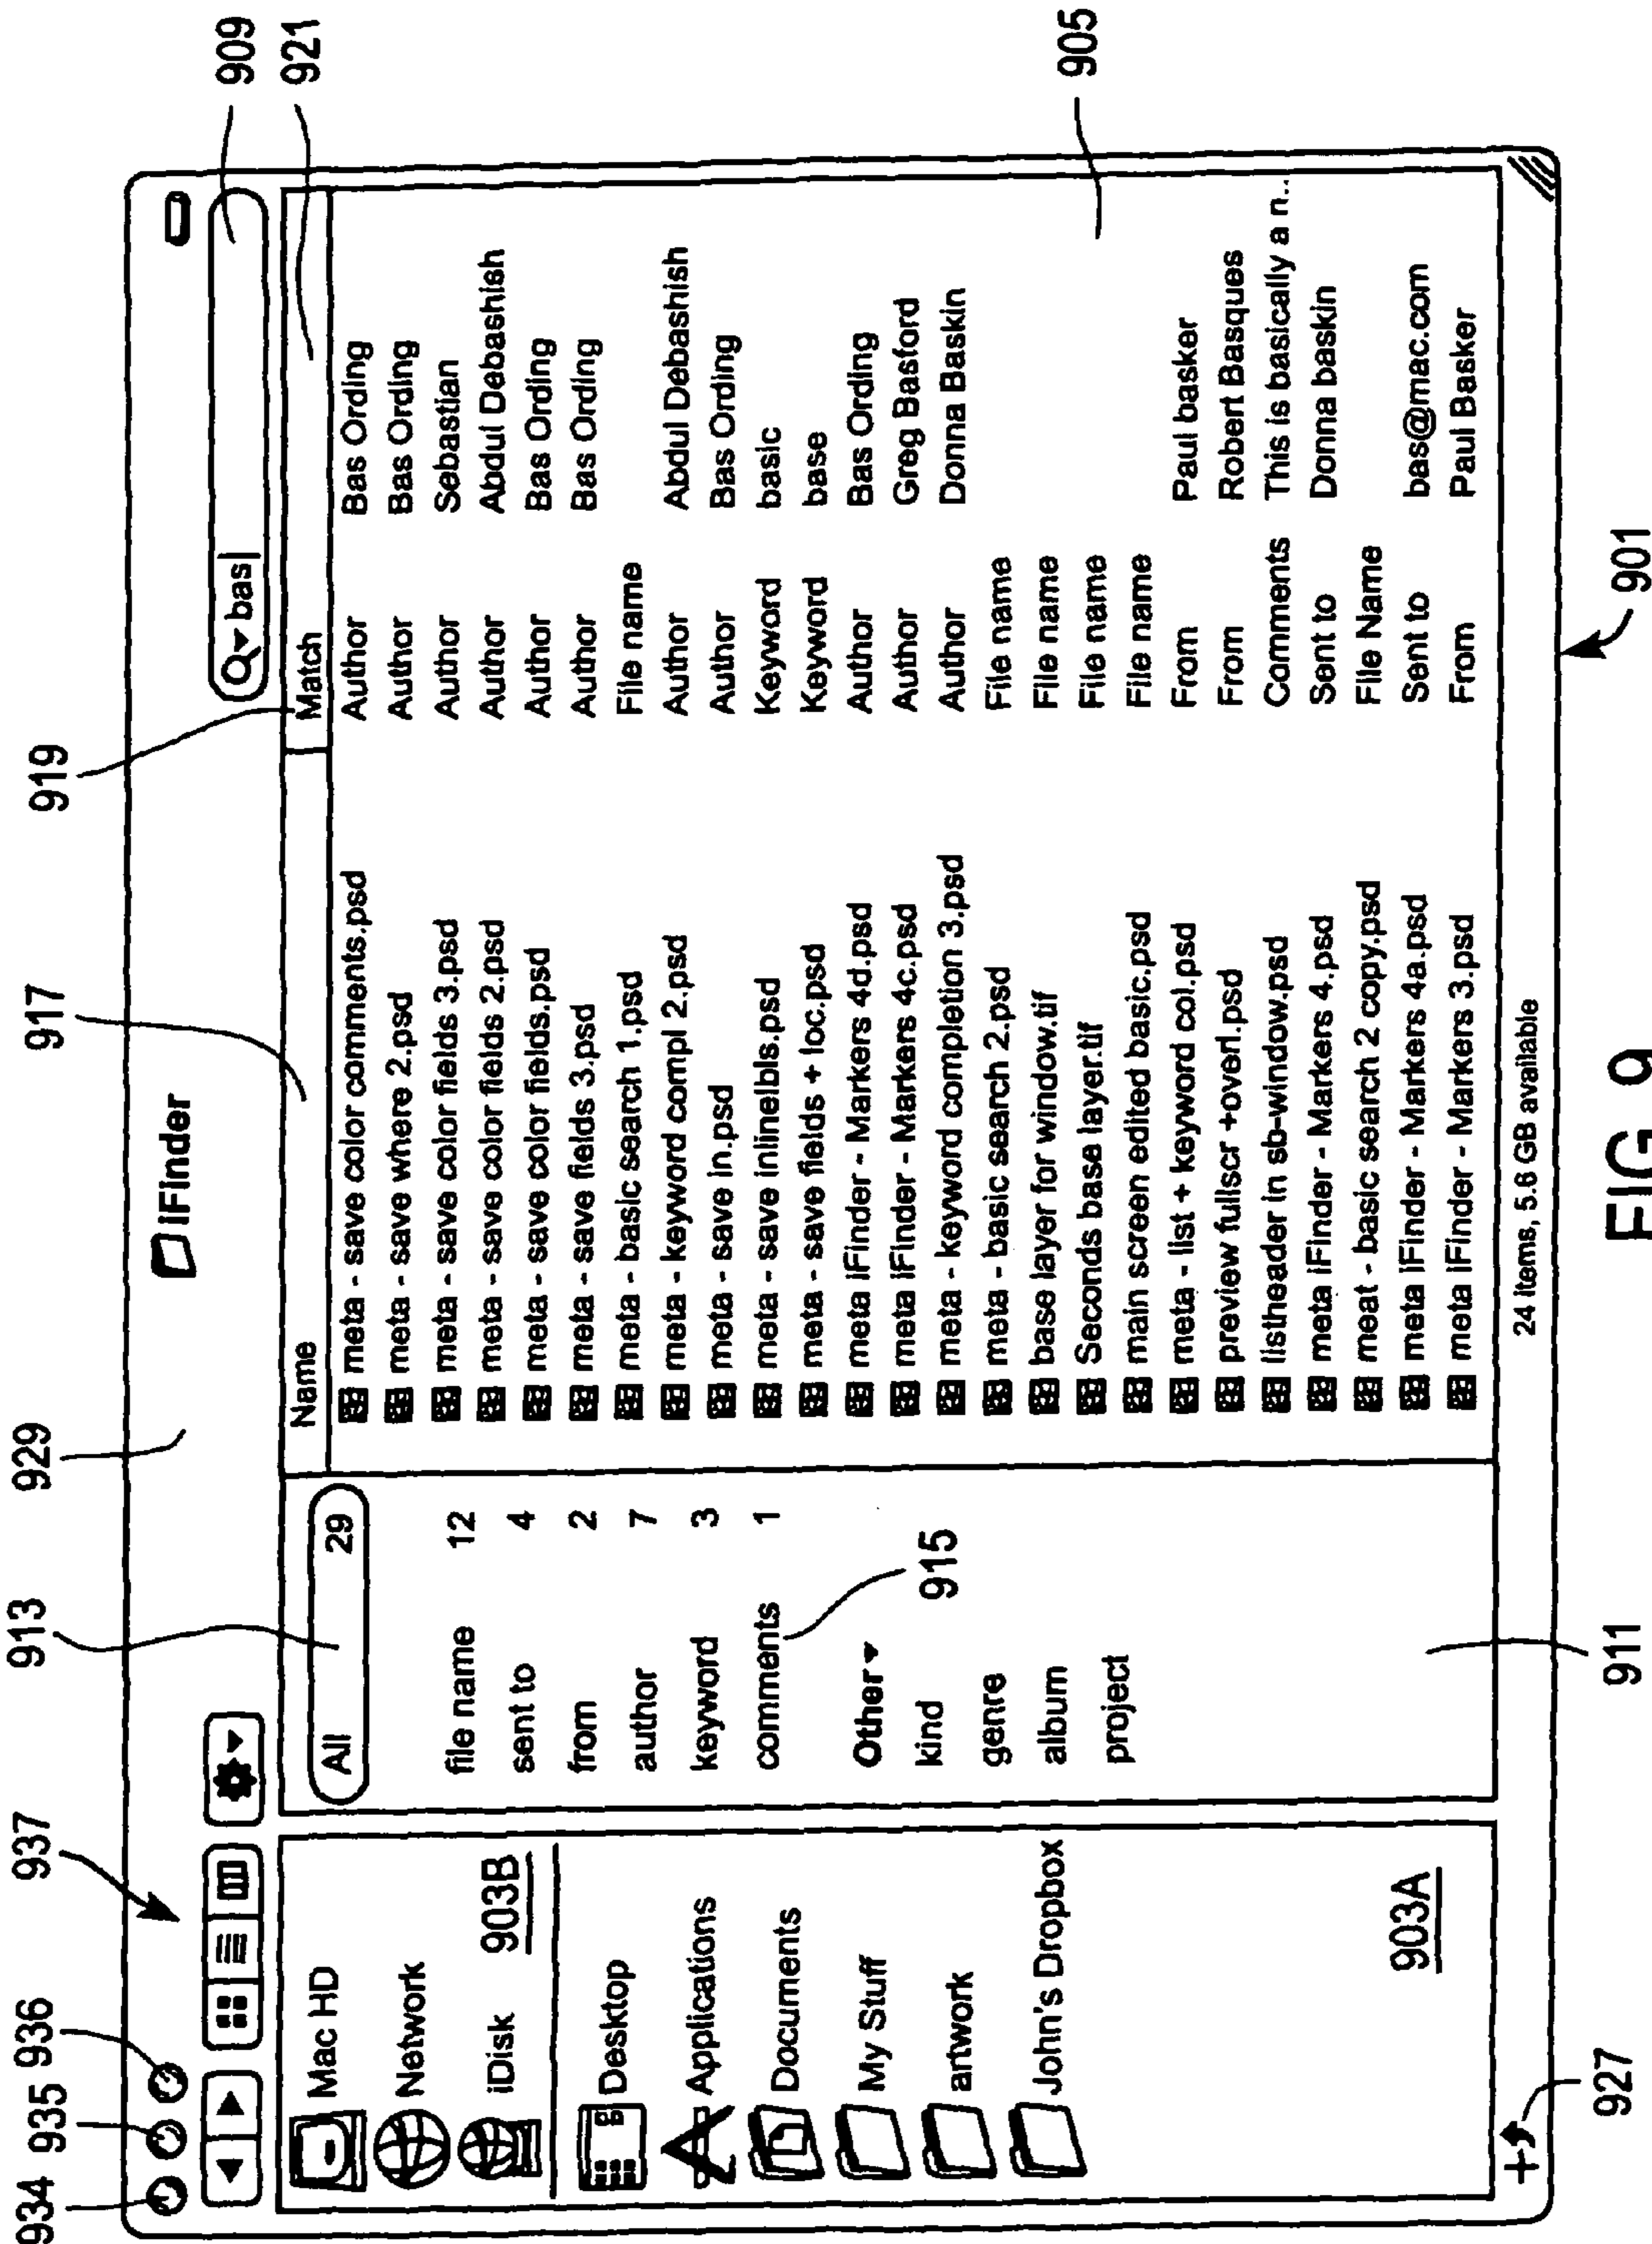 934 935 936 937 913 929 917 919
iFinder
bas
909
921
Mac HD
Network
iDisk
903B
Desktop
Applications
Documents
My Stuff
artwork
John's Dropbox
903A
All 29
file name 12
sent to 4
from 2
author 7
keyword 3
comments 1
915
Other
kind
genre
album
project
Name Match
meta - save color comments.psd Author Bas Ording
meta - save where 2.psd Author Bas Ording
meta - save color fields 3.psd Author Sebastian
meta - save color fields 2.psd Author Abdul Debashish
meta - save color fields.psd Author Bas Ording
meta - save fields 3.psd Author Bas Ording
meta - basic search 1.psd File name
meta - keyword compl 2.psd Author Abdul Debashish
meta - save in.psd Author Bas Ording
meta - save inlinelbls.psd Keyword basic
meta - save fields + loc.psd Keyword base
meta iFinder - Markers 4d.psd Author Bas Ording
meta iFinder - Markers 4c.psd Author Greg Basford
meta - keyword completion 3.psd Author Donna Baskin
meta - basic search 2.psd File name
base layer for window.tif File name
Seconds base layer.tif File name
main screen edited basic.psd File name
meta - list + keyword col.psd From Paul basker
preview fullscr +overl.psd From Robert Basques
listheader in sb-window.psd Comments This is basically a n...
meta iFinder - Markers 4.psd Sent to Donna baskin
meat - basic search 2 copy.psd File Name
meta iFinder - Markers 4a.psd Sent to bas@mac.com
meta iFinder - Markers 3.psd From Paul Basker
905
24 items, 5.6 GB available
927 911 901
FIG. 9